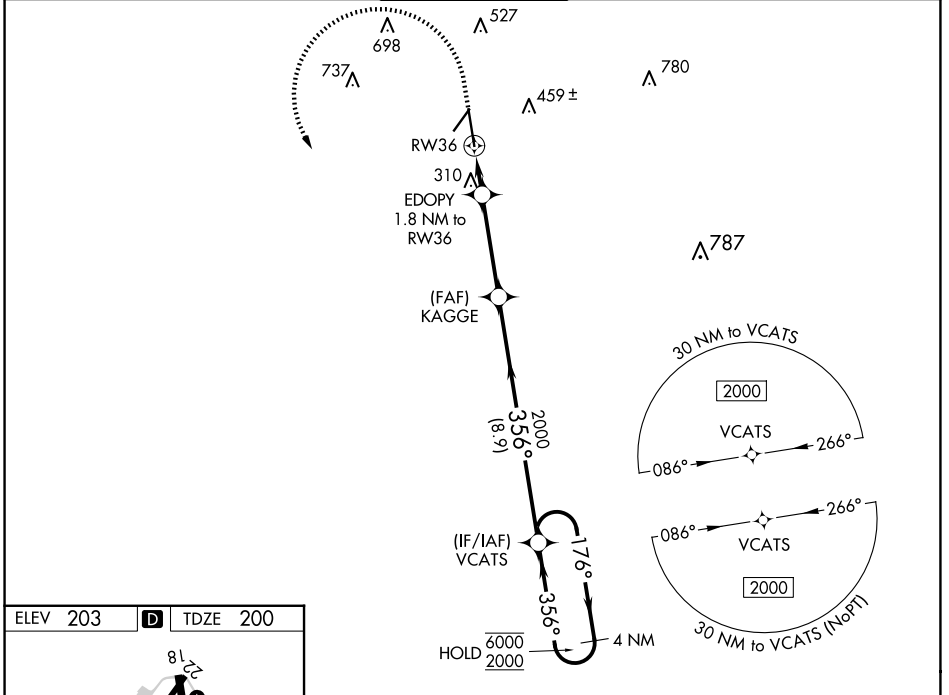 527
698
737
780
459 ±
RW36
310
EDOPY
1.8 NM to
RW36
787
(FAF)
KAGGE
30 NM to VCATS
2000
VCATS
086°
266°
2000
356°
(8.9)
086°
266°
VCATS
2000
30 NM to VCATS (NoPT)
(IF/IAF)
VCATS
176°
356°
4 NM
HOLD 6000
2000
ELEV 203 D TDZE 200
22
18